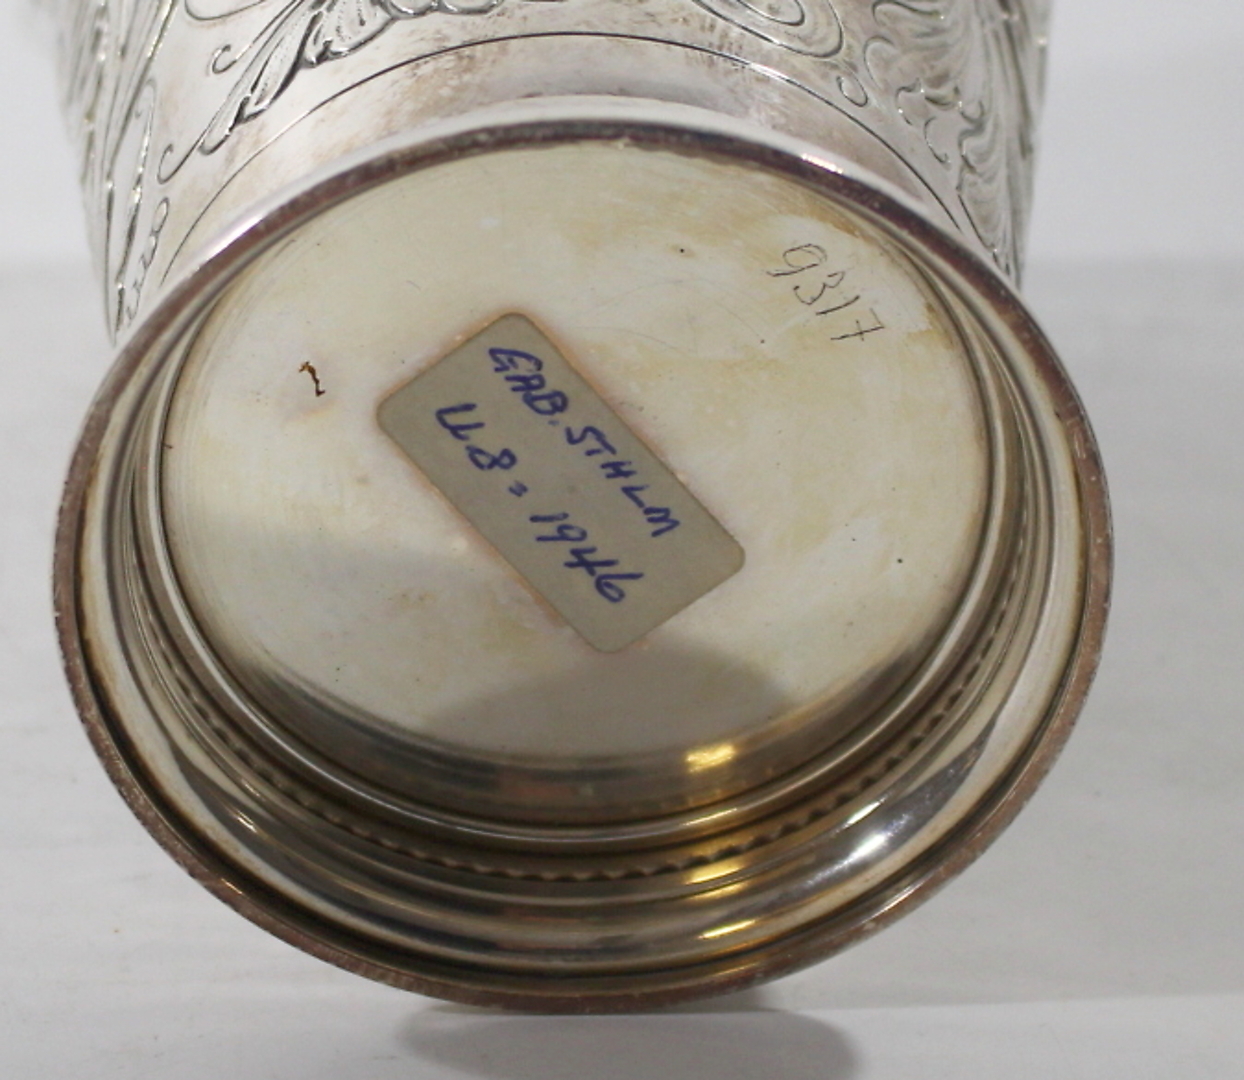 9317
GAB. STHLM
U8 = 1946